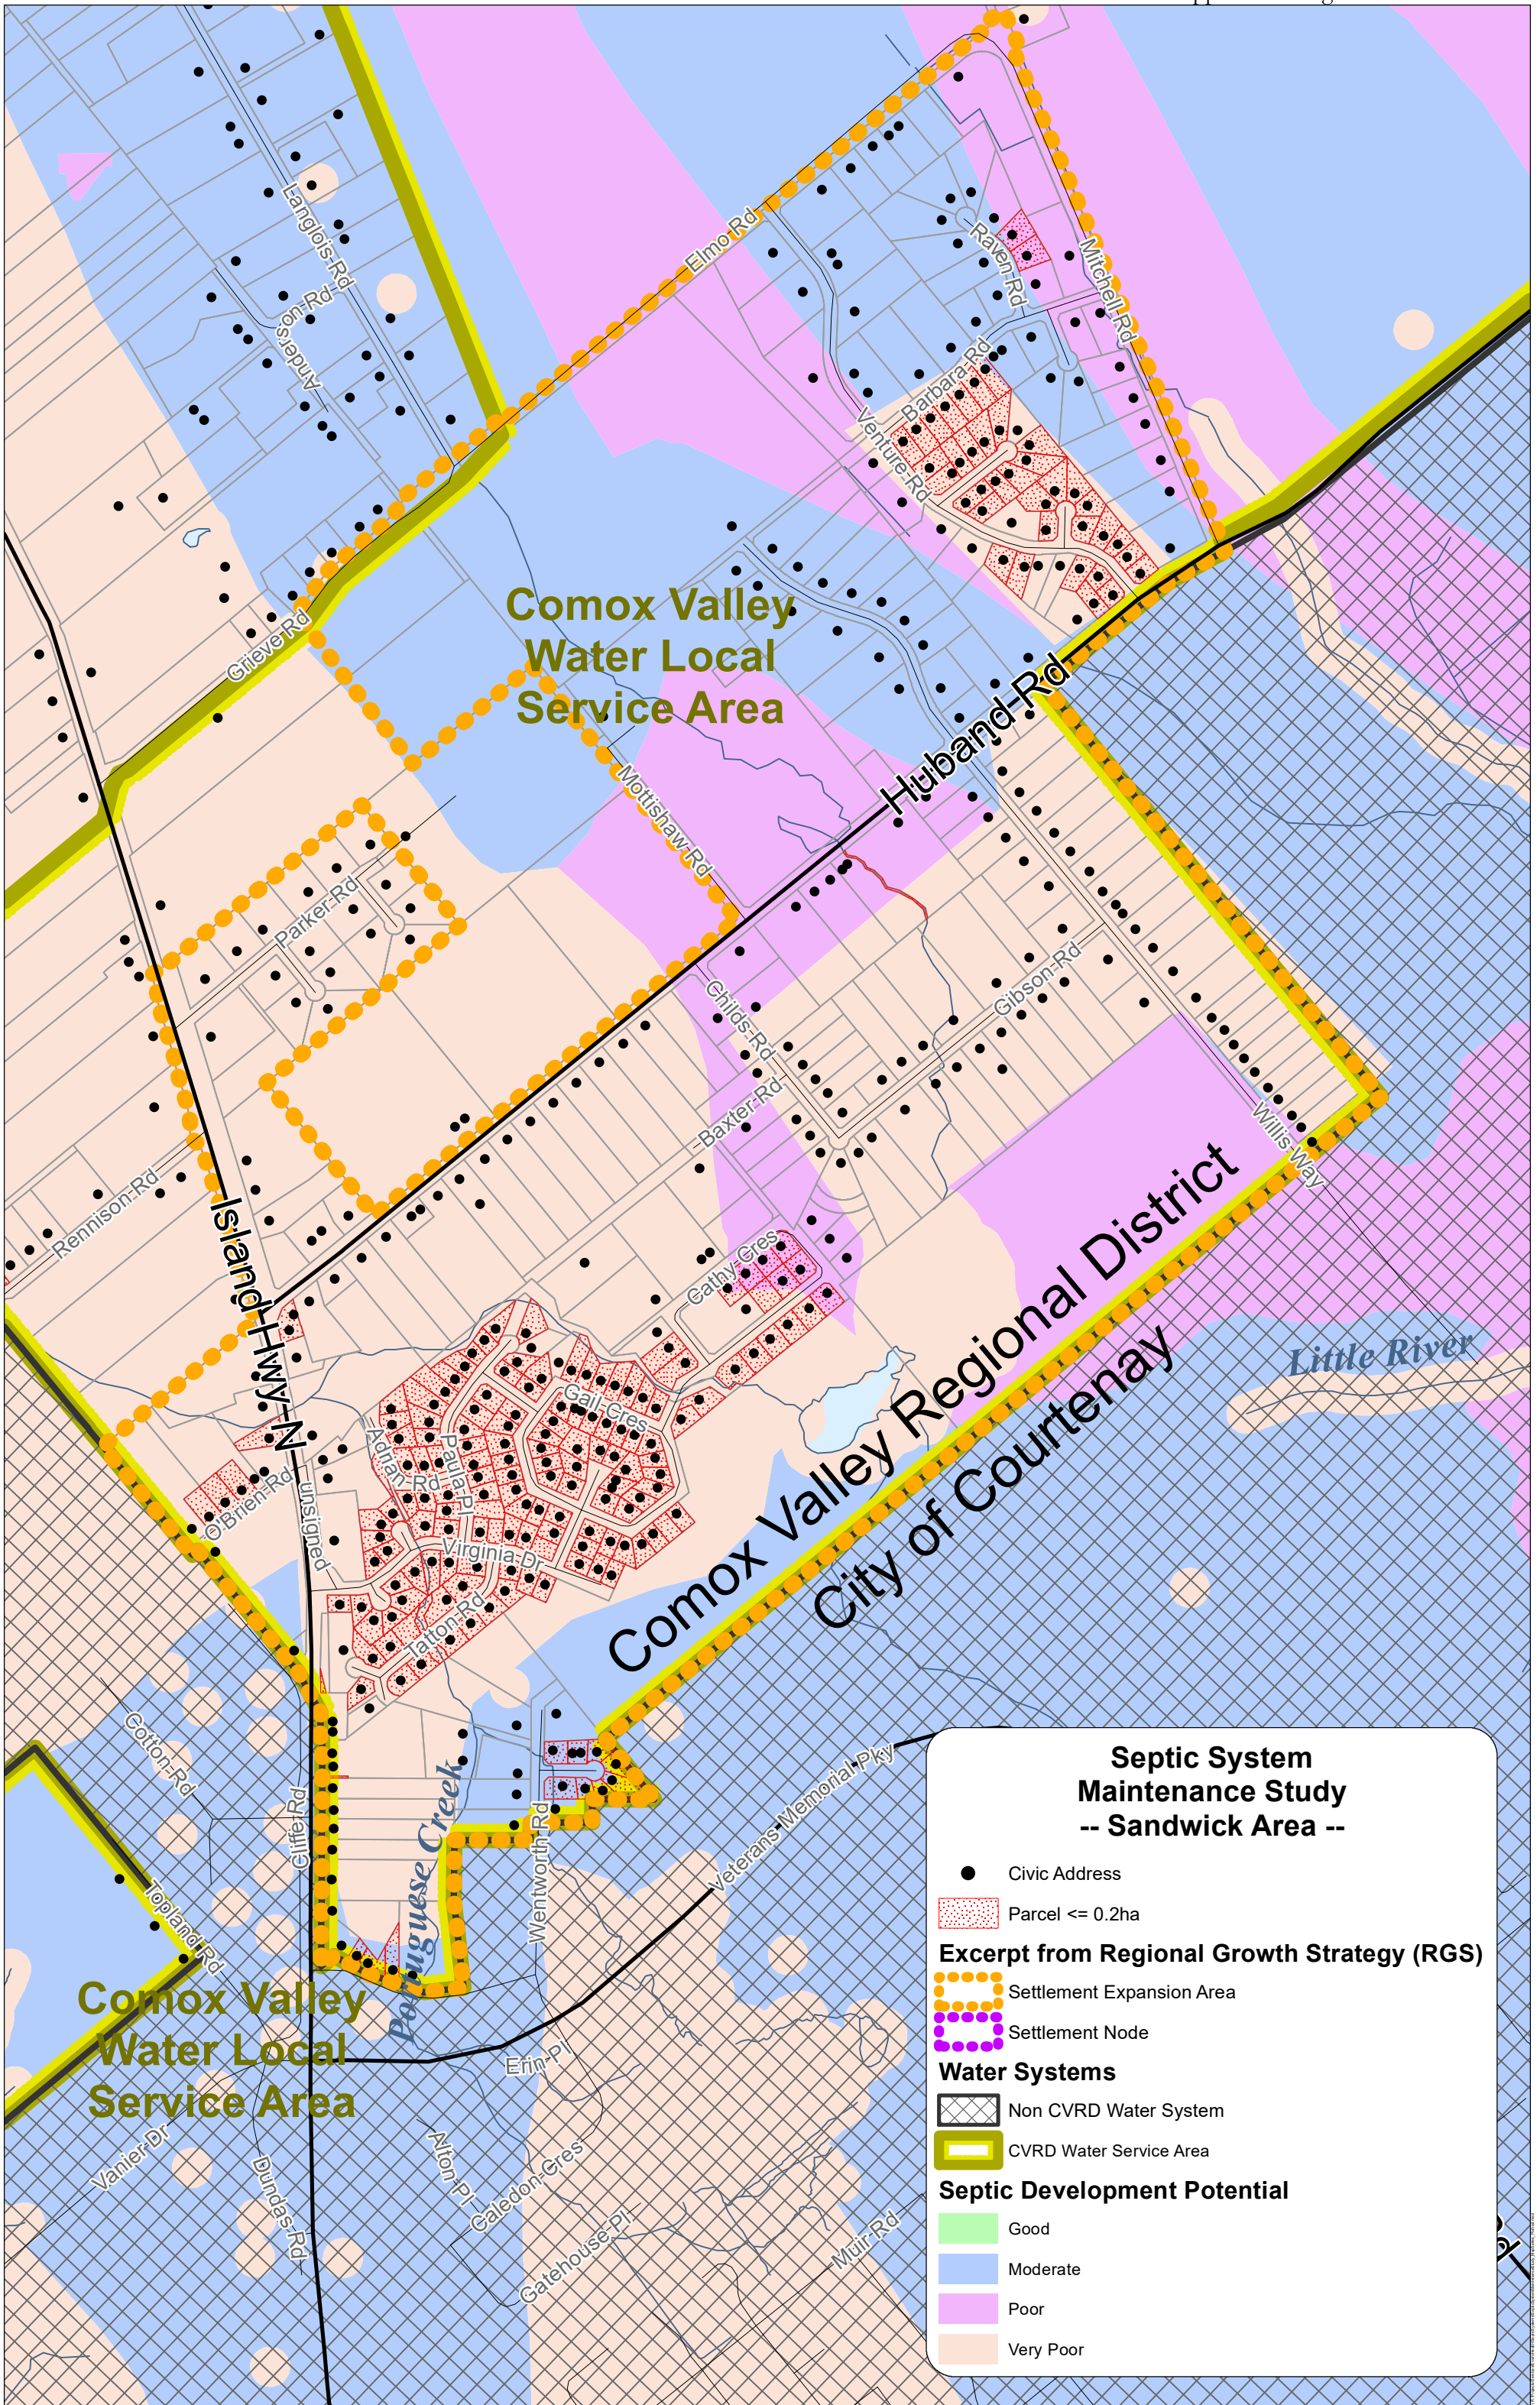 Langlois Rd
Anderson Rd
Elmo Rd
Raven Rd
Mitchell Rd
Barbara Rd
Venture Rd
Grieve Rd
Comox Valley
Water Local
Service Area
Huband Rd
Mottishaw Rd
Parker Rd
Childs Rd
Gibson Rd
Baxter Rd
Willis Way
Rennison Rd
Island Hwy N
Cathy Cres
Gail Cres
Adrian Rd
Paula Pl
O'Brien Rd
unsigned
Virginia Dr
Tatton Rd
Comox Valley Regional District
City of Courtenay
Little River
Cotton Rd
Cliffe Rd
Portuguese Creek
Wentworth Rd
Veterans Memorial Pky
Topland Rd
Comox Valley
Water Local
Service Area
Erin Pl
Vanier Dr
Dundas Rd
Alton Pl
Caledon Cres
Gatehouse Pl
Muir Rd
Rd
Septic System
Maintenance Study
-- Sandwick Area --
Civic Address
Parcel <= 0.2ha
Excerpt from Regional Growth Strategy (RGS)
Settlement Expansion Area
Settlement Node
Water Systems
Non CVRD Water System
CVRD Water Service Area
Septic Development Potential
Good
Moderate
Poor
Very Poor